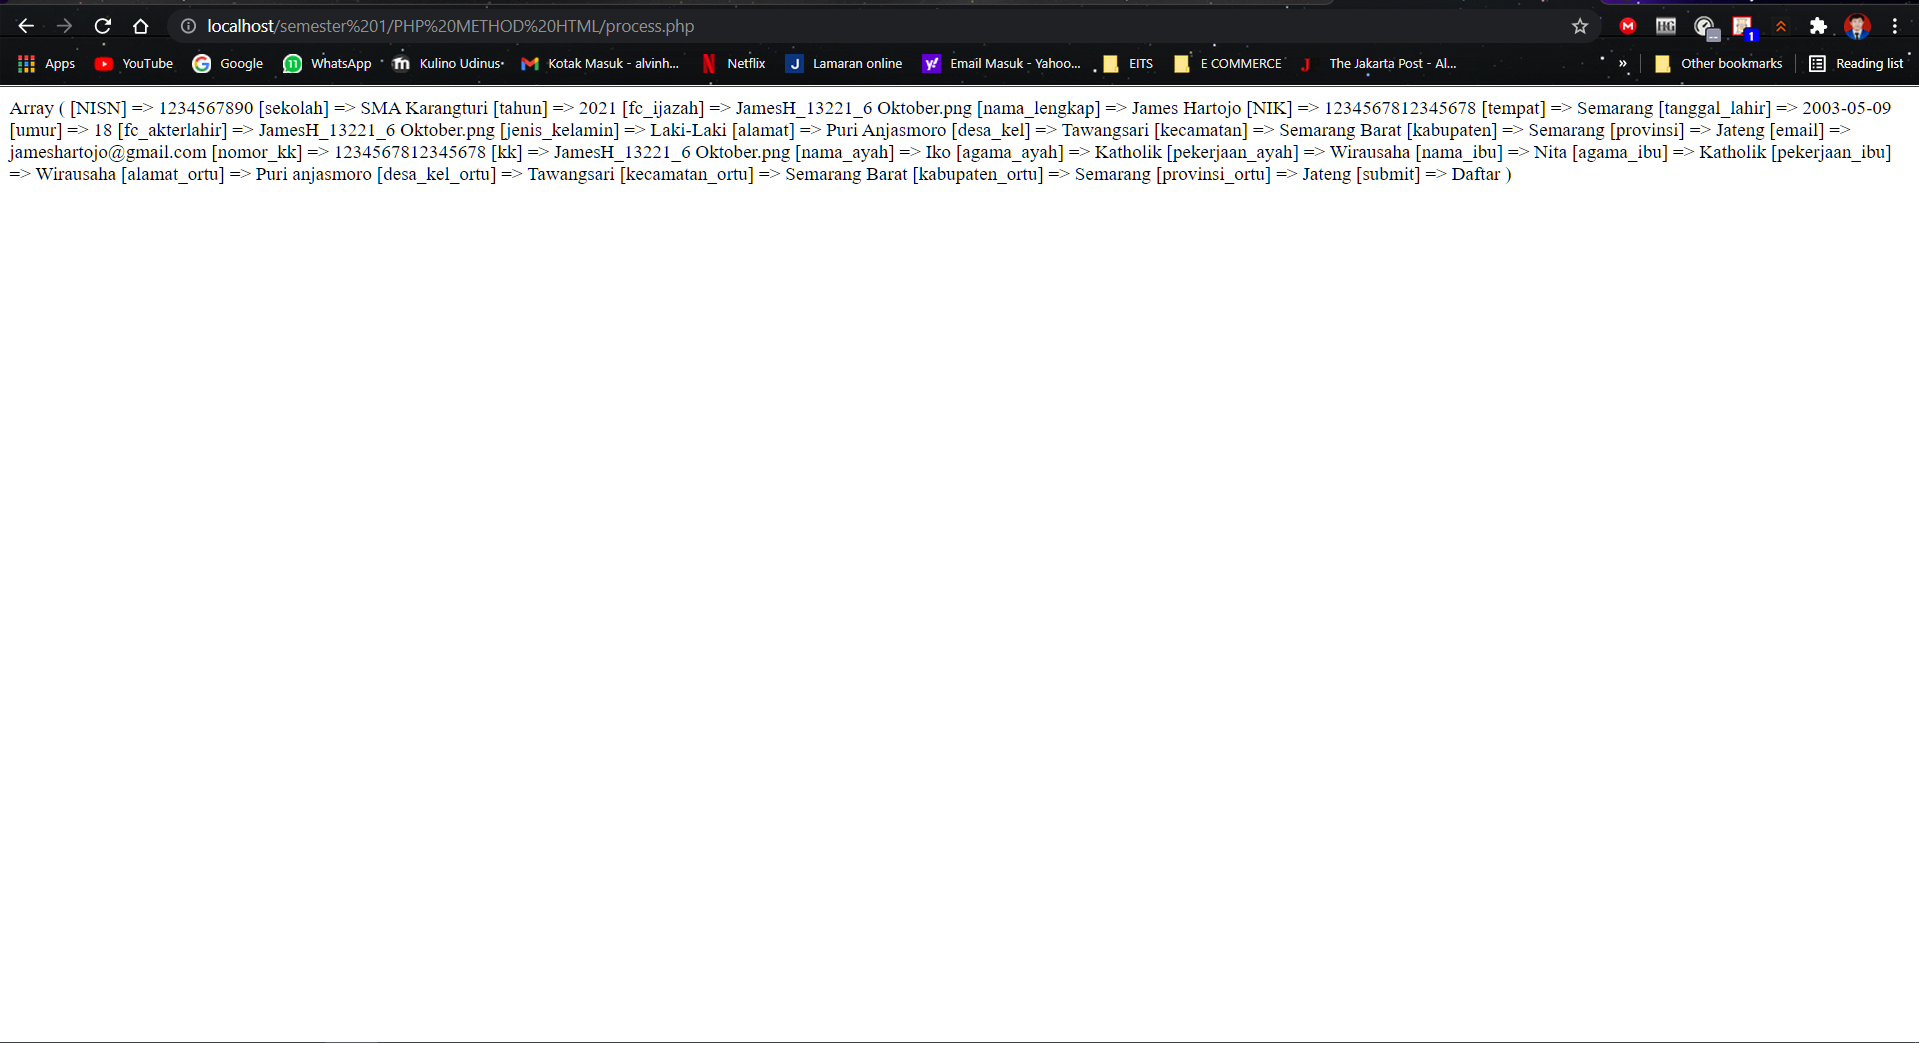 localhost/semester%201/PHP%20METHOD%20HTML/process.php
1
Apps YouTube Google WhatsApp Kulino Udinus Kotak Masuk - alvinh... Netflix Lamaran online Email Masuk - Yahoo... EITS E COMMERCE The Jakarta Post - Al... » Other bookmarks Reading list
Array ( [NISN] => 1234567890 [sekolah] => SMA Karangturi [tahun] => 2021 [fc_ijazah] => JamesH_13221_6 Oktober.png [nama_lengkap] => James Hartojo [NIK] => 1234567812345678 [tempat] => Semarang [tanggal_lahir] => 2003-05-09
[umur] => 18 [fc_akterlahir] => JamesH_13221_6 Oktober.png [jenis_kelamin] => Laki-Laki [alamat] => Puri Anjasmoro [desa_kel] => Tawangsari [kecamatan] => Semarang Barat [kabupaten] => Semarang [provinsi] => Jateng [email] =>
jameshartojo@gmail.com [nomor_kk] => 1234567812345678 [kk] => JamesH_13221_6 Oktober.png [nama_ayah] => Iko [agama_ayah] => Katholik [pekerjaan_ayah] => Wirausaha [nama_ibu] => Nita [agama_ibu] => Katholik [pekerjaan_ibu]
=> Wirausaha [alamat_ortu] => Puri anjasmoro [desa_kel_ortu] => Tawangsari [kecamatan_ortu] => Semarang Barat [kabupaten_ortu] => Semarang [provinsi_ortu] => Jateng [submit] => Daftar )